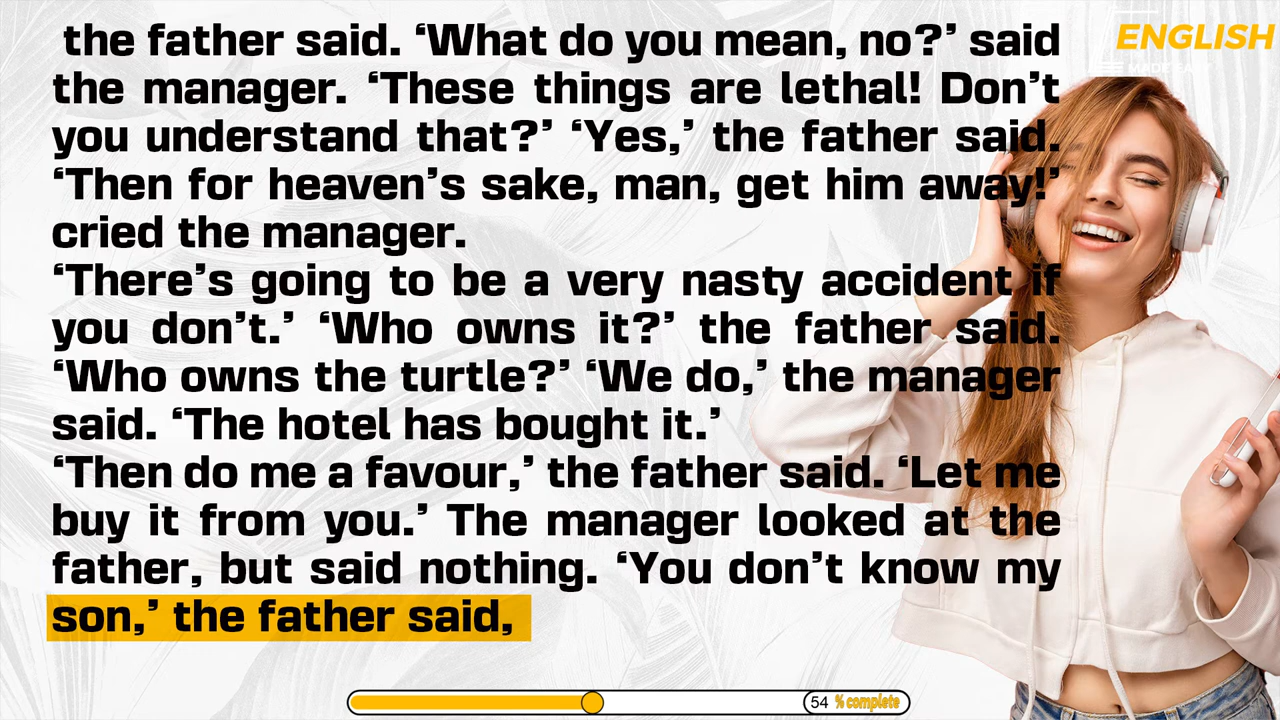 the father said. ‘What do you mean, no?’ said
the manager. ‘These things are lethal! Don’t
you understand that?’ ‘Yes,’ the father said.
‘Then for heaven’s sake, man, get him away!’
cried the manager.
‘There’s going to be a very nasty accident if
you don’t.’ ‘Who owns it?’ the father said.
‘Who owns the turtle?’ ‘We do,’ the manager
said. ‘The hotel has bought it.’
‘Then do me a favour,’ the father said. ‘Let me
buy it from you.’ The manager looked at the
father, but said nothing. ‘You don’t know my
son,’ the father said,
ENGLISH
MADE EASY
54 % complete